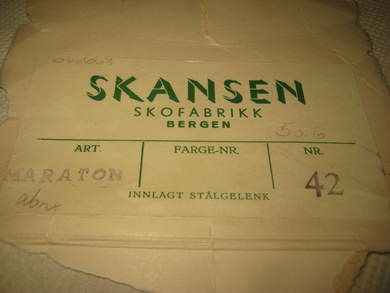 SKANSEN
SKOFABRIKK
BERGEN
ART. FARGE-NR. NR.
MARATON 42
INNLAGT STÅLGELENK